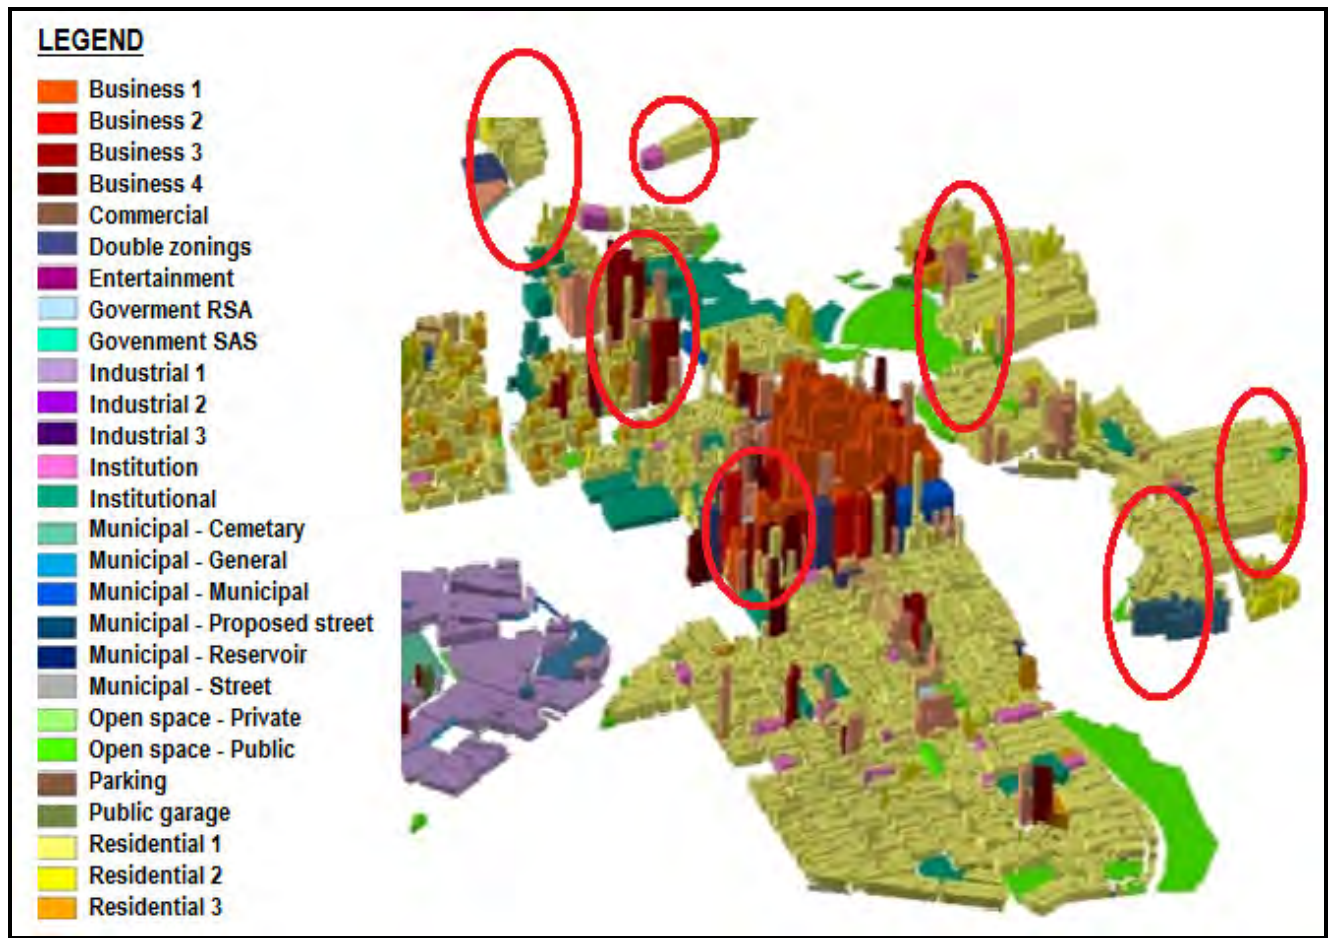 LEGEND
Business 1
Business 2
Business 3
Business 4
Commercial
Double zonings
Entertainment
Goverment RSA
Govenment SAS
Industrial 1
Industrial 2
Industrial 3
Institution
Institutional
Municipal - Cemetary
Municipal - General
Municipal - Municipal
Municipal - Proposed street
Municipal - Reservoir
Municipal - Street
Open space - Private
Open space - Public
Parking
Public garage
Residential 1
Residential 2
Residential 3